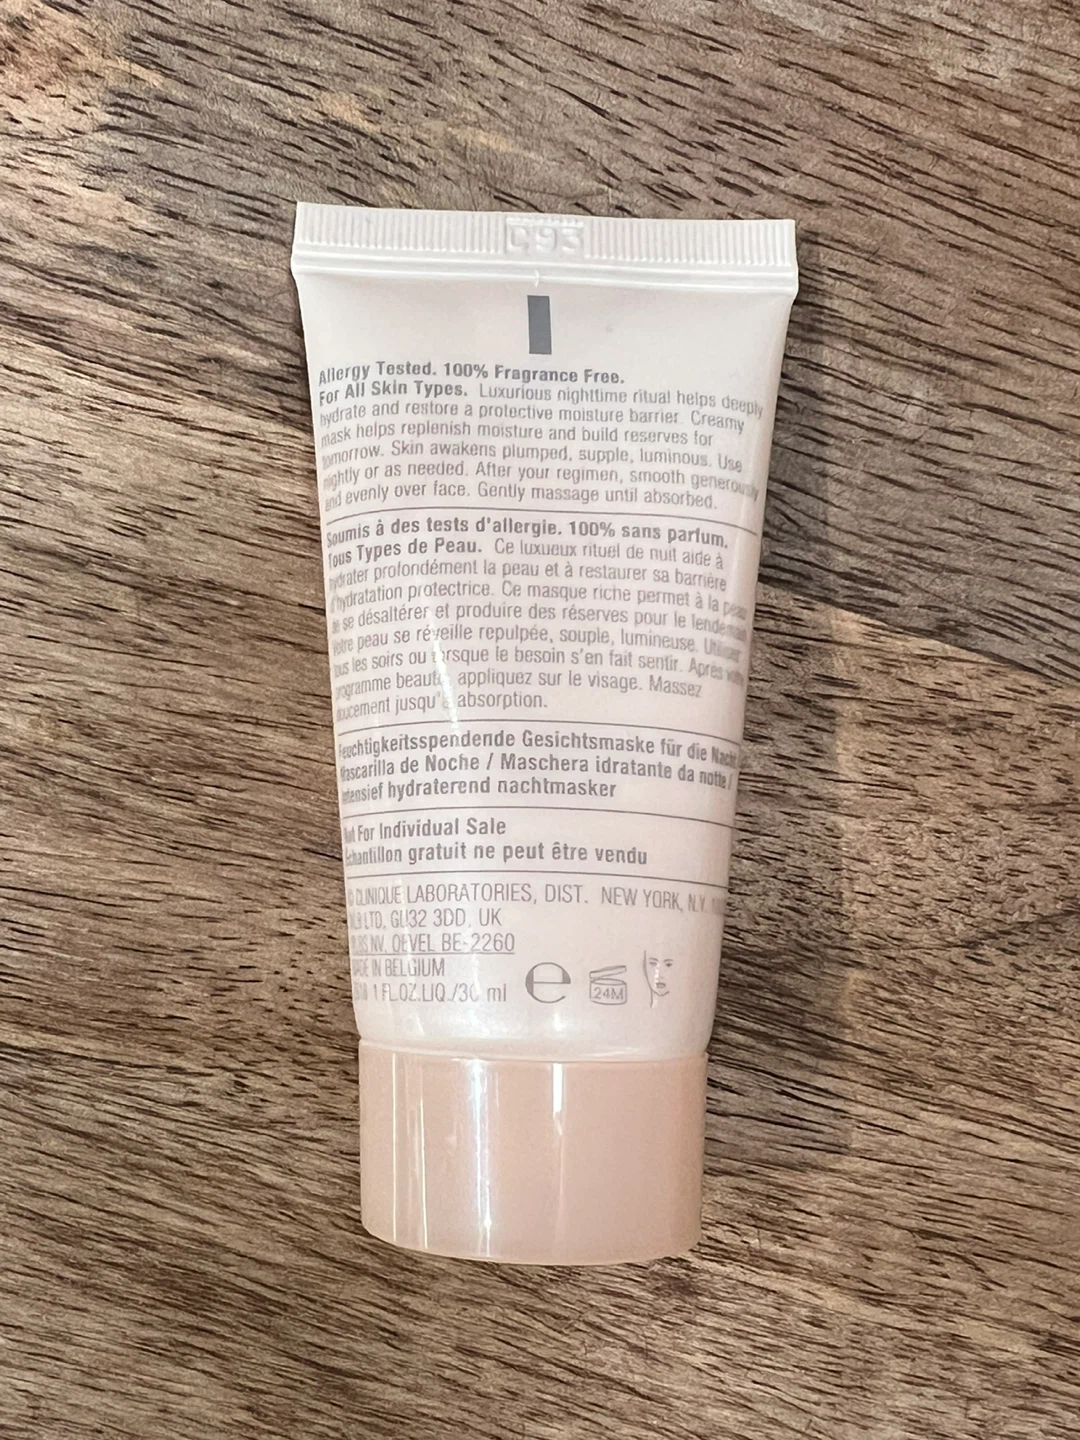 C92
Allergy Tested. 100% Fragrance Free.
For All Skin Types. Luxurious nighttime ritual helps deeply
hydrate and restore a protective moisture barrier. Creamy
mask helps replenish moisture and build reserves for
tomorrow. Skin awakens plumped, supple, luminous. Use
nightly or as needed. After your regimen, smooth generously
and evenly over face. Gently massage until absorbed.
Soumis à des tests d'allergie. 100% sans parfum.
Tous Types de Peau. Ce luxueux rituel de nuit aide à
hydrater profondément la peau et à restaurer sa barrière
d'hydratation protectrice. Ce masque riche permet à la peau
de se désaltérer et produire des réserves pour le lendemain.
Votre peau se réveille repulpée, souple, lumineuse. Utiliser
tous les soirs ou lorsque le besoin s'en fait sentir. Après votre
programme beauté, appliquez sur le visage. Massez
doucement jusqu'à absorption.
Feuchtigkeitsspendende Gesichtsmaske für die Nacht /
Mascarilla de Noche / Maschera idratante da notte /
Intensief hydraterend nachtmasker
Not For Individual Sale
Échantillon gratuit ne peut être vendu
CLINIQUE LABORATORIES, DIST. NEW YORK, N.Y.
LTD, GU32 3DD, UK
NV. OEVEL BE-2260
MADE IN BELGIUM
1 FL.OZ.LIQ./30 ml e 24M